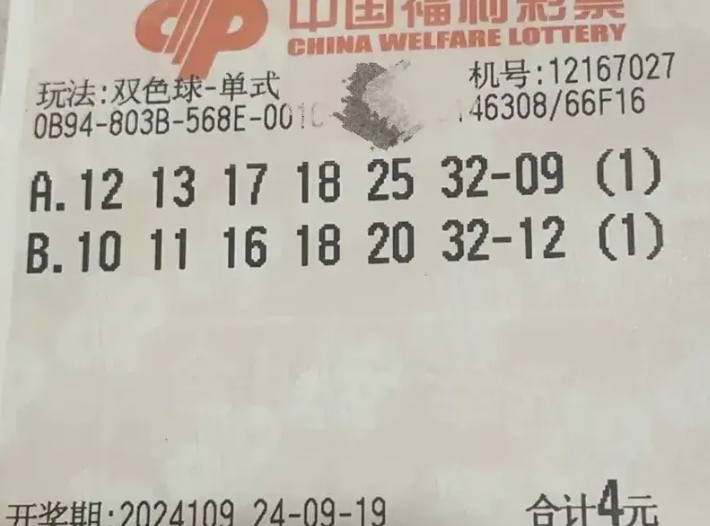 中国福利彩票
CHINA WELFARE LOTTERY
玩法:双色球-单式 机号:12167027
0B94-803B-568E-001 46308/66F16
A. 12 13 17 18 25 32-09 (1)
B. 10 11 16 18 20 32-12 (1)
开奖期:2024109 24-09-19 合计4元